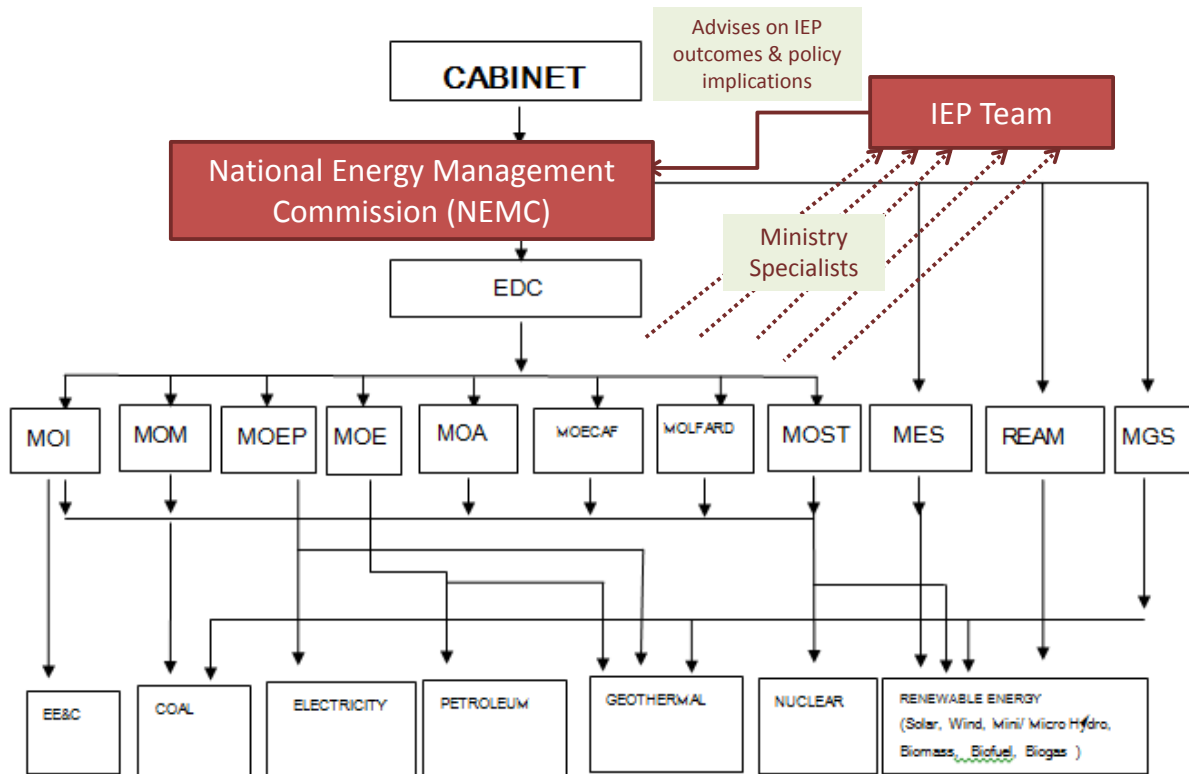 Advises on IEP
outcomes & policy
implications
CABINET
IEP Team
National Energy Management
Commission (NEMC)
Ministry
Specialists
EDC
MOI
MOM
MOEP
MOE
MOA
MOECAF
MOLFARD
MOST
MES
REAM
MGS
EE&C
COAL
ELECTRICITY
PETROLEUM
GEOTHERMAL
NUCLEAR
RENEWABLE ENERGY
(Solar, Wind, Mini/ Micro Hydro,
Biomass, Biofuel, Biogas )